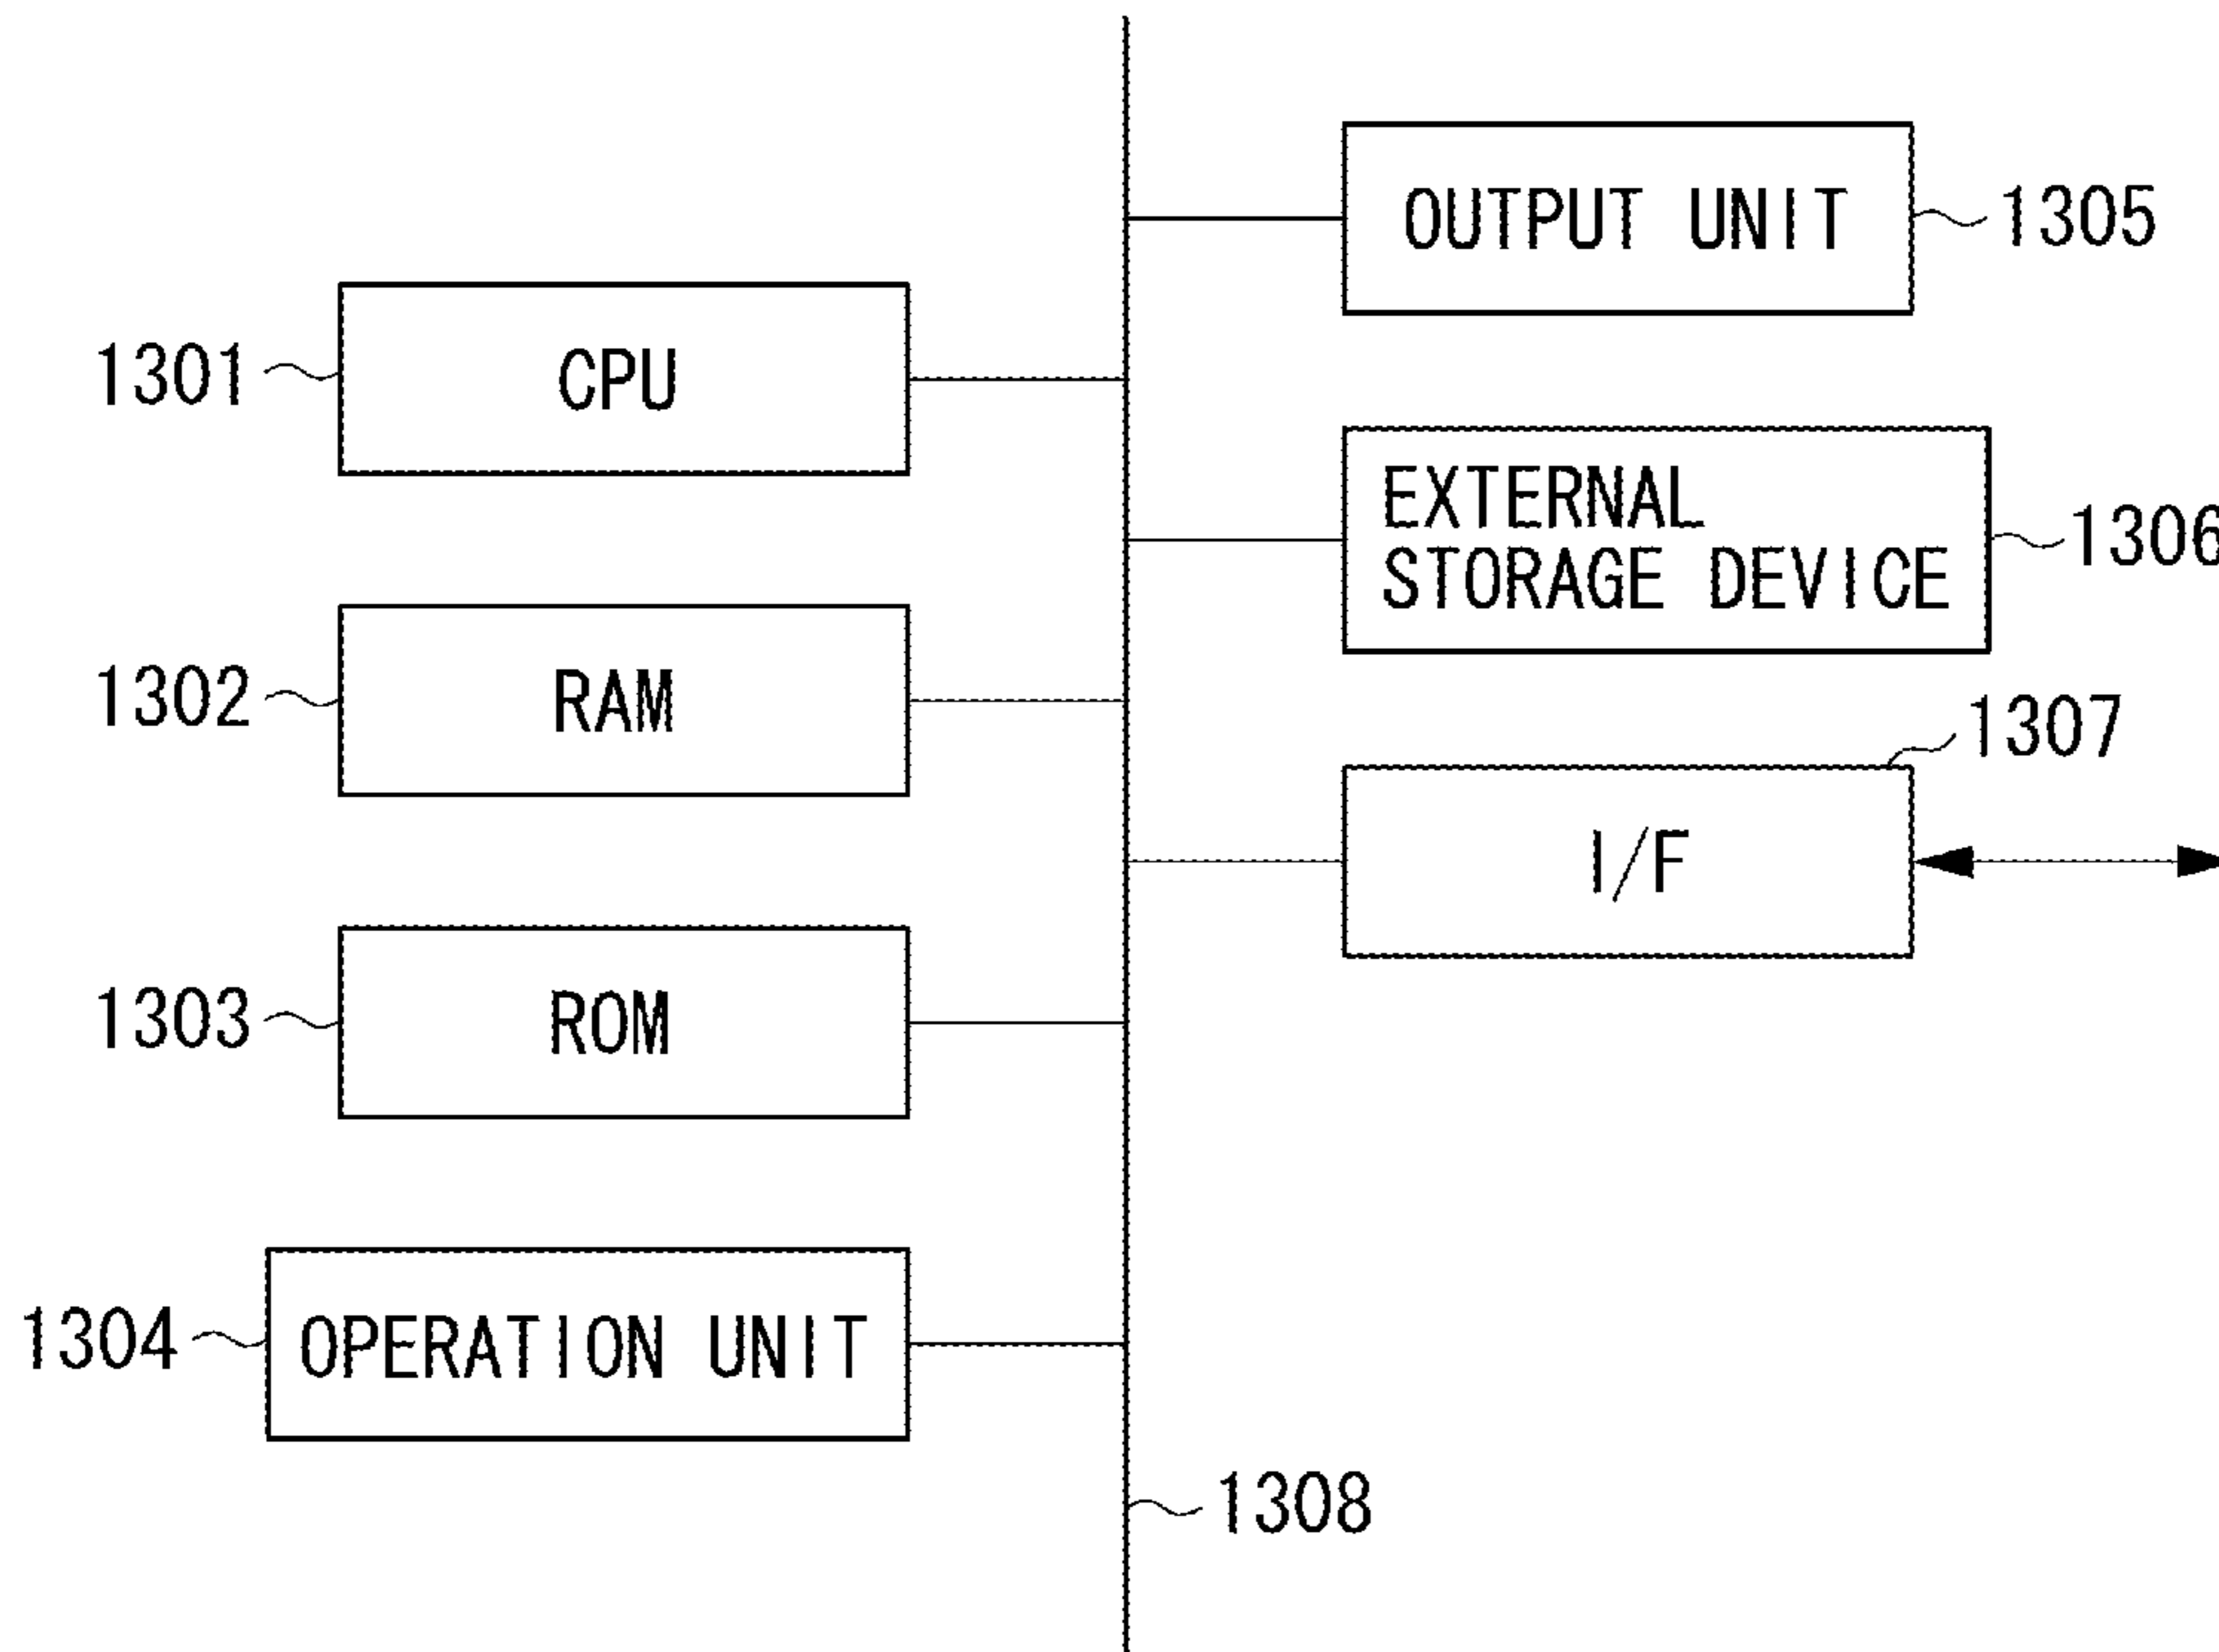 OUTPUT UNIT
1305
1301
CPU
EXTERNAL
STORAGE DEVICE
1306
1302
RAM
1307
I/F
1303
ROM
1304
OPERATION UNIT
1308